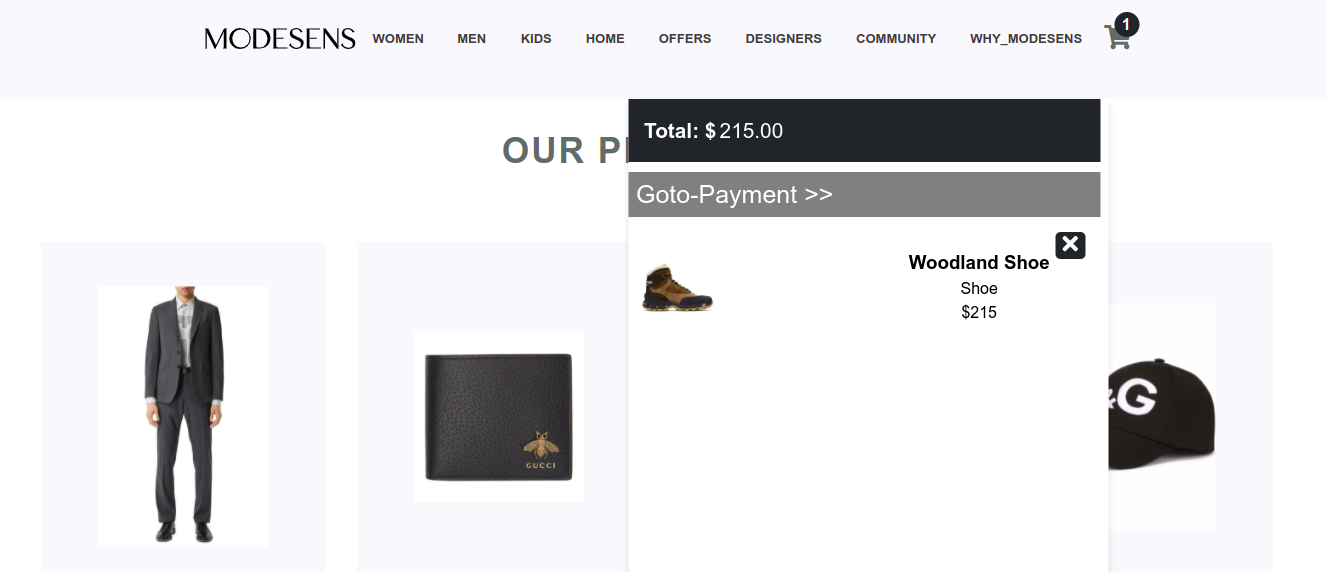 MODESENS WOMEN MEN KIDS HOME OFFERS DESIGNERS COMMUNITY WHY_MODESENS 1
Total: $ 215.00
OUR
Goto-Payment >>
Woodland Shoe
Shoe
$215
GUCCI
&G